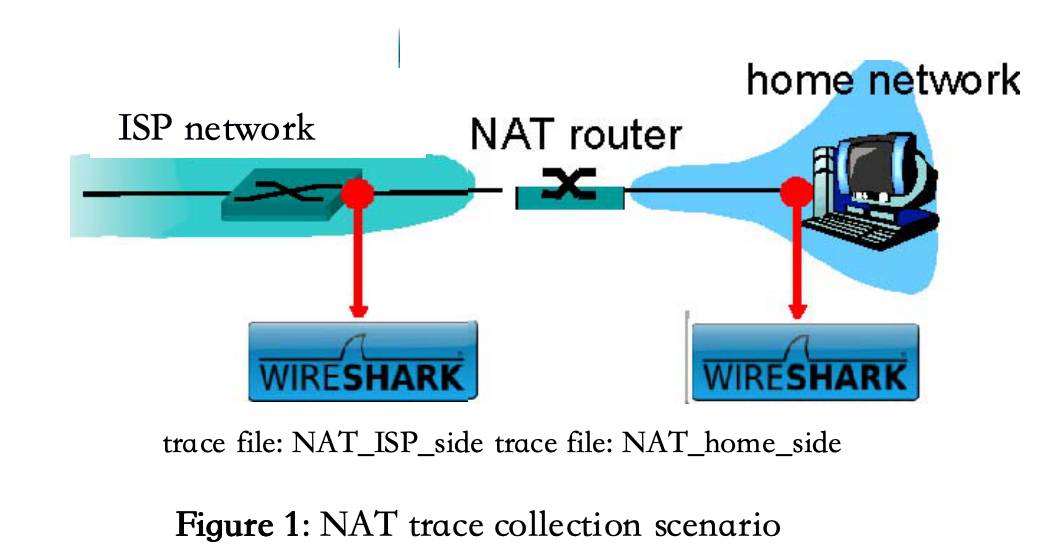 home network
ISP network
NAT router
WIRESHARK
WIRESHARK
trace file: NAT_ISP_side trace file: NAT_home_side
Figure 1: NAT trace collection scenario